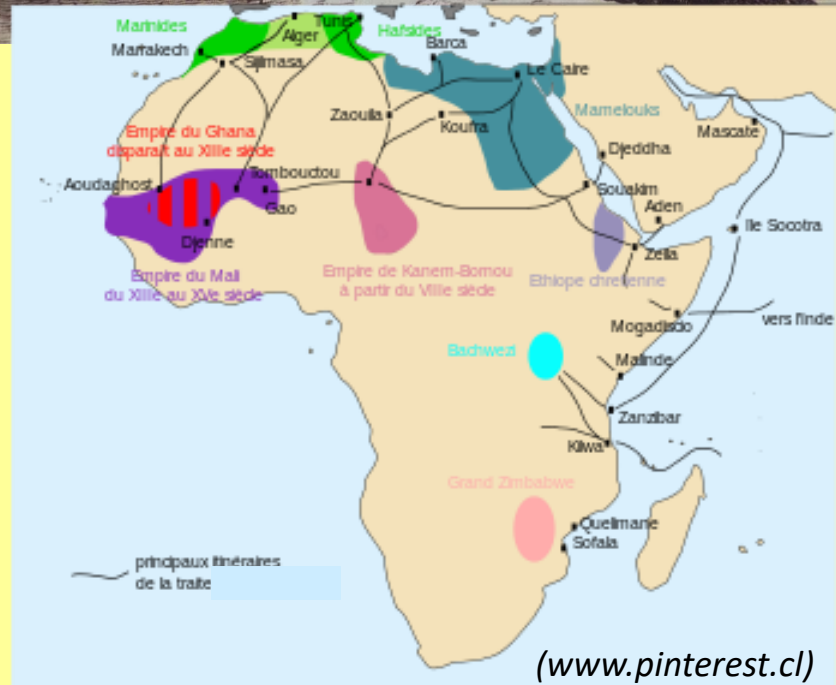 Marinides
Tunis
Hafsides
Alger
Barca
Marrakech
Sijilmasa
Le Caire
Zaouila
Koufra
Mamelouks
Mascate
Empire du Ghana
disparaît au XIIIe siècle
Djeddha
Aoudaghost
Tombouctou
Souakim
Gao
Aden
Ile Socotra
Djenne
Zeila
Empire du Mali
du XIIIe au XVe siècle
Empire de Kanem-Bornou
à partir du VIIIe siècle
Ethiope chretienne
Mogadiscio
vers l'Inde
Bachwezi
Malinde
Zanzibar
Kilwa
Grand Zimbabwe
Quelimane
Sofala
principaux itinéraires
de la traite
(www.pinterest.cl)